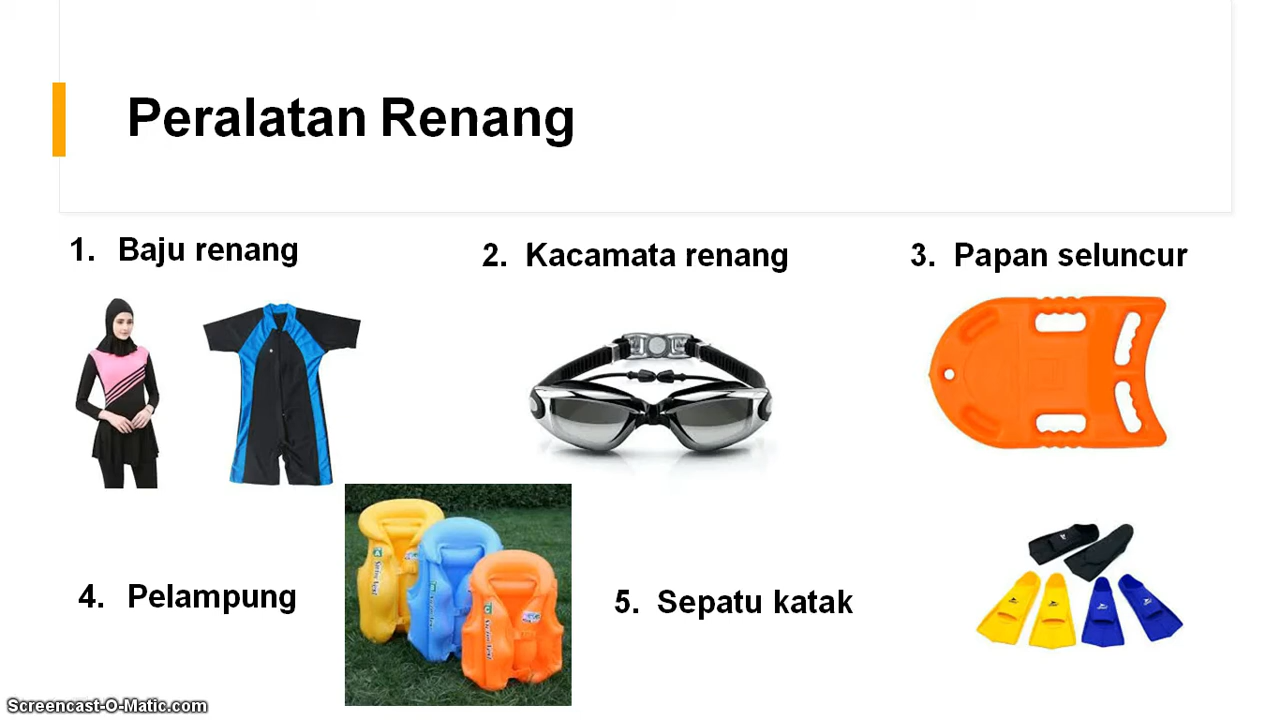 Peralatan Renang
1. Baju renang
2. Kacamata renang
3. Papan seluncur
4. Pelampung
5. Sepatu katak
Screencast-O-Matic.com